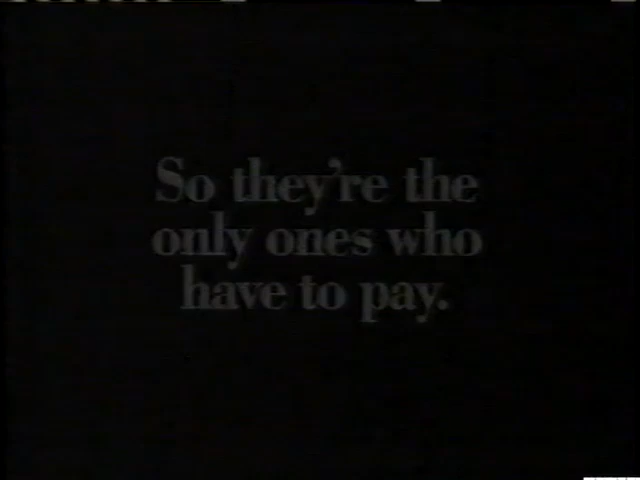 So they're the
only ones who
have to pay.